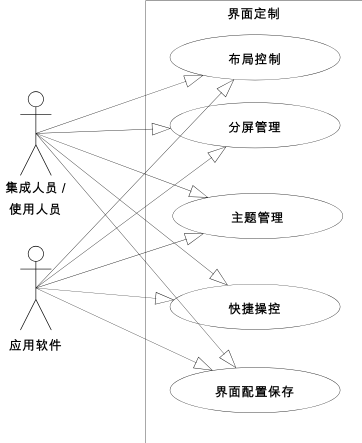 界面定制
布局控制
分屏管理
集成人员 /
使用人员
主题管理
快捷操控
应用软件
界面配置保存